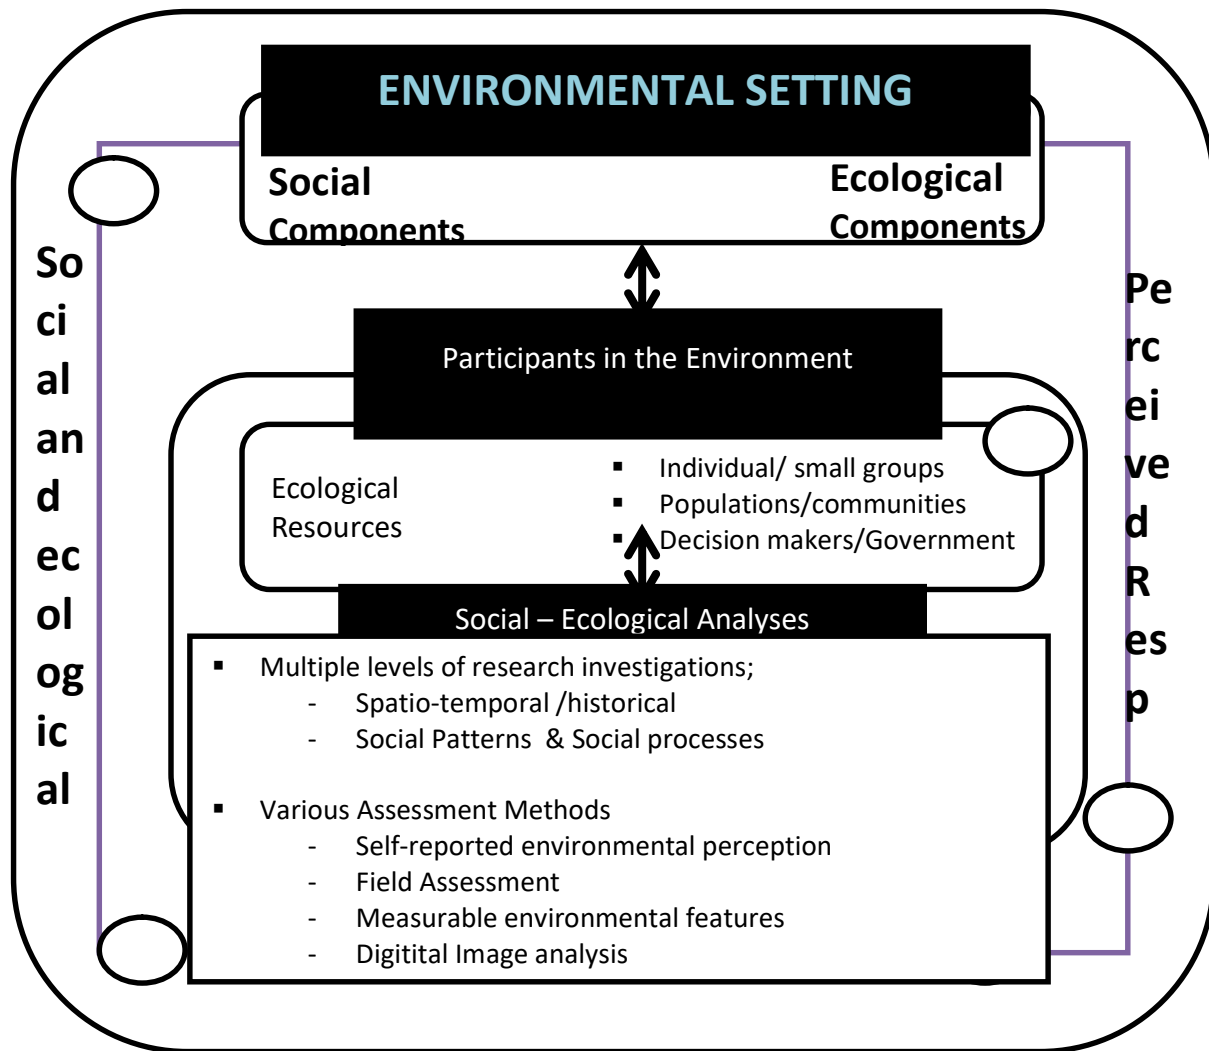 ENVIRONMENTAL SETTING
Social
Components
Ecological
Components
So
ci
al
an
d
ec
ol
og
ic
al
Pe
rc
ei
ve
d
R
es
p
Participants in the Environment
Ecological
Resources
▪ Individual/ small groups
▪ Populations/communities
▪ Decision makers/Government
Social – Ecological Analyses
▪ Multiple levels of research investigations;
- Spatio-temporal /historical
- Social Patterns & Social processes
▪ Various Assessment Methods
- Self-reported environmental perception
- Field Assessment
- Measurable environmental features
- Digitital Image analysis